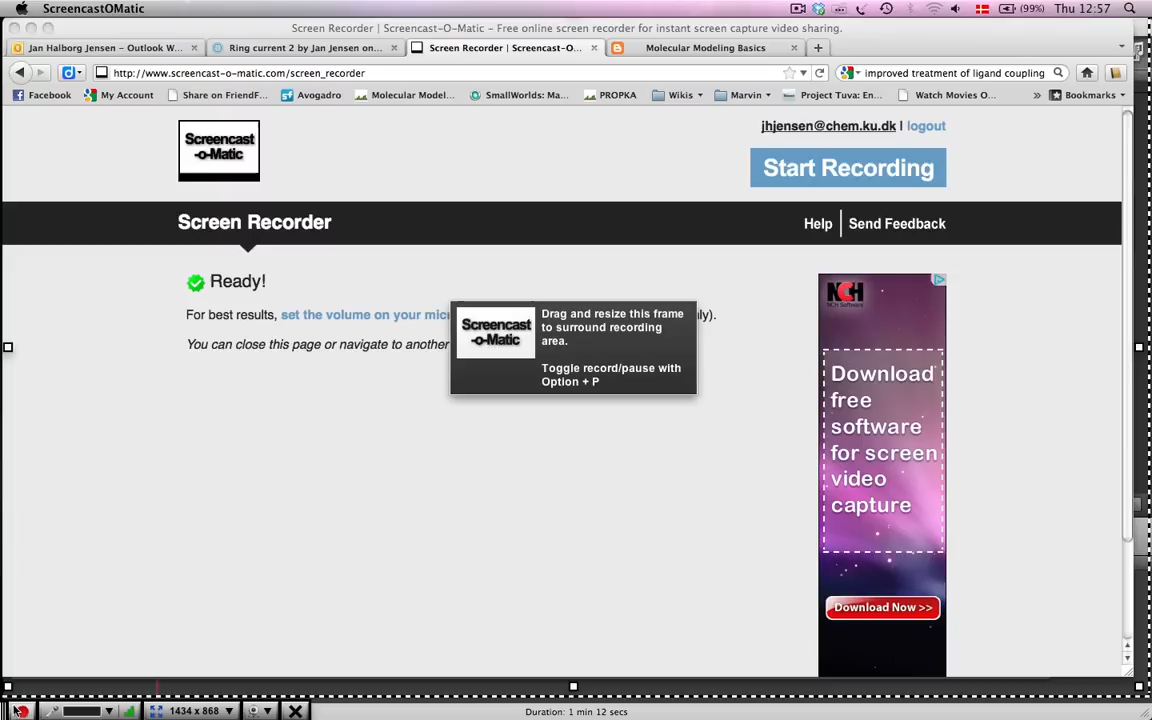 ScreencastOMatic
(99%) Thu 12:57
Screen Recorder | Screencast-O-Matic - Free online screen recorder for instant screen capture video sharing.
Jan Halborg Jensen - Outlook W...
Ring current 2 by Jan Jensen on...
Screen Recorder | Screencast-O...
Molecular Modeling Basics
http://www.screencast-o-matic.com/screen_recorder
improved treatment of ligand coupling
Facebook
My Account
Share on FriendF...
Avogadro
Molecular Model...
SmallWorlds: Ma...
PROPKA
Wikis
Marvin
Project Tuva: En...
Watch Movies O...
»
Bookmarks
Screencast
-o-Matic
jhjensen@chem.ku.dk | logout
Start Recording
Screen Recorder
Help
Send Feedback
Ready!
For best results, set the volume on your mic
nly).
You can close this page or navigate to another
Screencast
-o-Matic
Drag and resize this frame
to surround recording
area.
Toggle record/pause with
Option + P
NCH
NCH Software
Download
free
software
for screen
video
capture
Download Now >>
1434 x 868
Duration: 1 min 12 secs